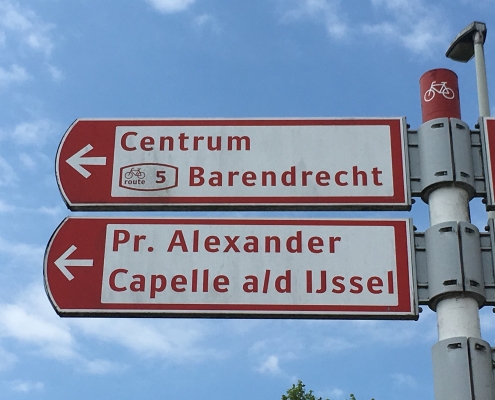 Centrum
route 5 Barendrecht
Pr. Alexander
Capelle a/d IJssel